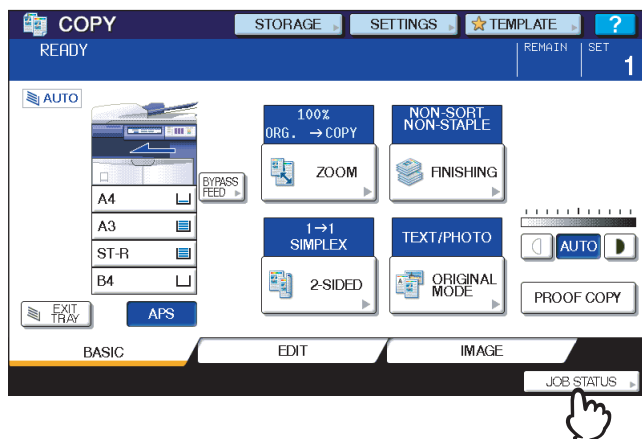 COPY
STORAGE
SETTINGS
TEMPLATE
?
READY
REMAIN
SET
1
AUTO
A4
A3
ST-R
B4
BYPASS
FEED
EXIT
TRAY
APS
100%
ORG. →COPY
ZOOM
NON-SORT
NON-STAPLE
FINISHING
1→1
SIMPLEX
2-SIDED
TEXT/PHOTO
ORIGINAL
MODE
AUTO
PROOF COPY
BASIC
EDIT
IMAGE
JOB STATUS